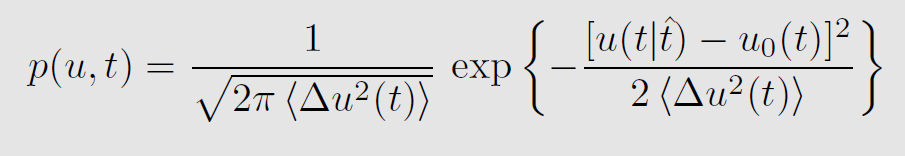 p(u, t) = \frac{1}{\sqrt{2\pi \langle \Delta u^2(t) \rangle}} \exp \left\{ -\frac{[u(t|\hat{t}) - u_0(t)]^2}{2 \langle \Delta u^2(t) \rangle} \right\}